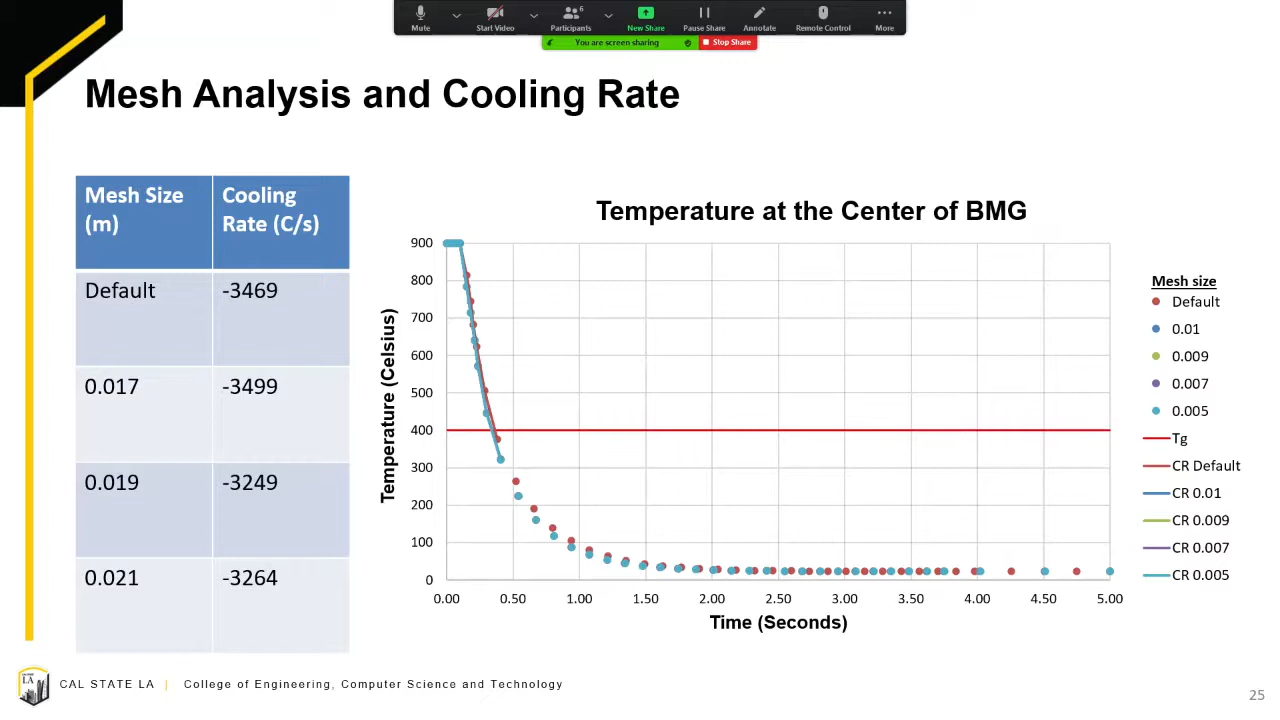 Mute
Start Video
6
Participants
New Share
Pause Share
Annotate
Remote Control
More
You are screen sharing
Stop Share
Mesh Analysis and Cooling Rate
Mesh Size (m)
Cooling Rate (C/s)
Default
-3469
0.017
-3499
0.019
-3249
0.021
-3264
Temperature at the Center of BMG
Temperature (Celsius)
900
800
700
600
500
400
300
200
100
0
0.00 0.50 1.00 1.50 2.00 2.50 3.00 3.50 4.00 4.50 5.00
Time (Seconds)
Mesh size
Default
0.01
0.009
0.007
0.005
Tg
CR Default
CR 0.01
CR 0.009
CR 0.007
CR 0.005
LA
CAL STATE LA | College of Engineering, Computer Science and Technology
25